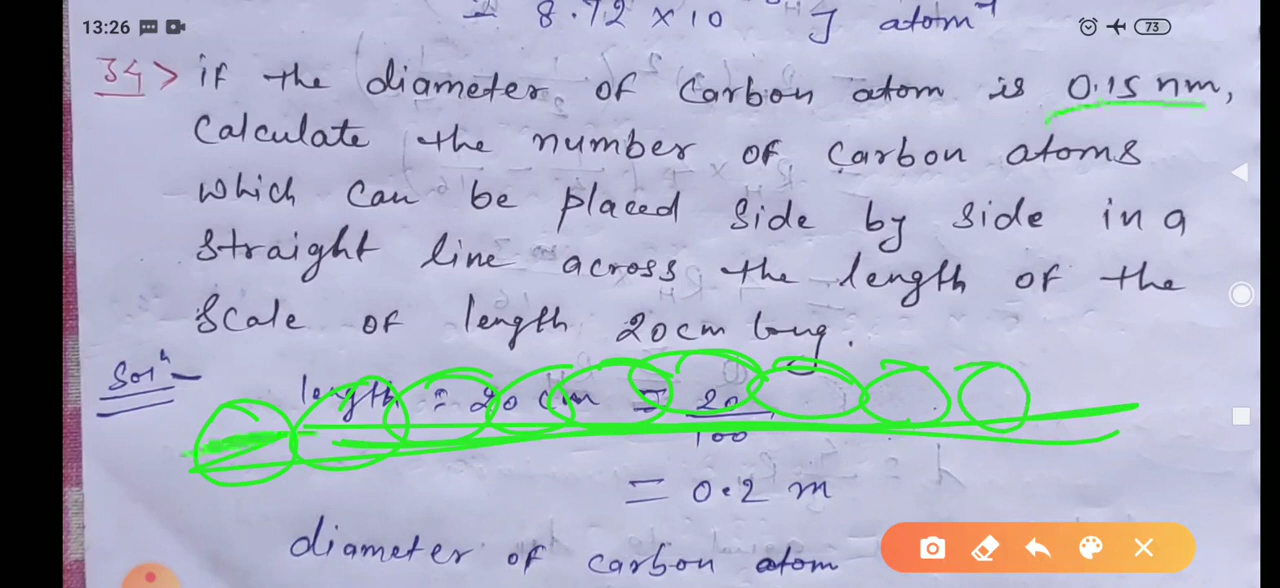 = 8.72 × 10 J atom⁻¹
13:26 73
34> if the diameter of Carbon atom is 0.15 nm,
Calculate the number of carbon atoms
which can be placed side by side in a
straight line across the length of the
Scale of length 20cm long.
Solⁿ- length = 20 cm = 20/100
= 0.2 m
diameter of carbon atom